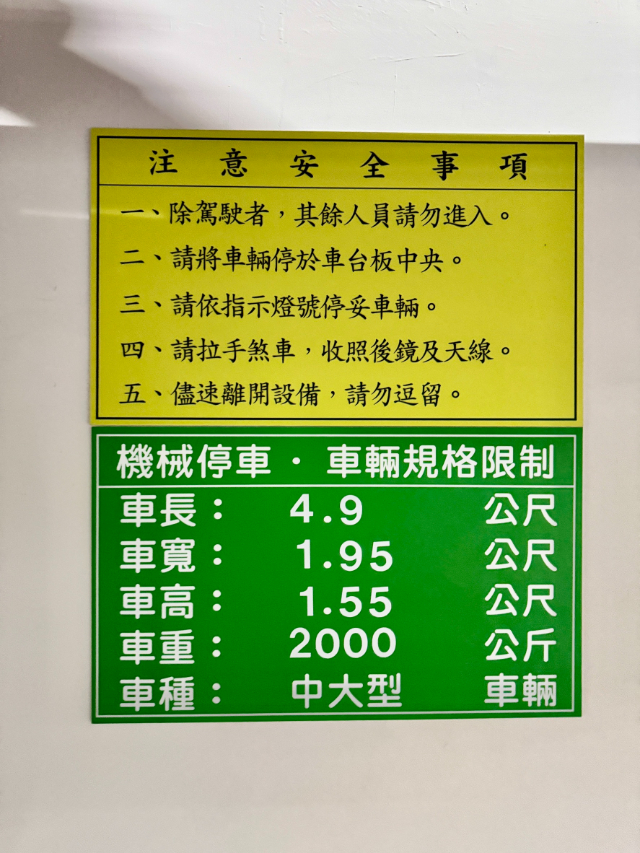 注意安全事項
一、除駕駛者，其餘人員請勿進入。
二、請將車輛停於車台板中央。
三、請依指示燈號停妥車輛。
四、請拉手煞車，收照後鏡及天線。
五、儘速離開設備，請勿逗留。
機械停車·車輛規格限制
車長：4.9 公尺
車寬：1.95 公尺
車高：1.55 公尺
車重：2000 公斤
車種：中大型 車輛